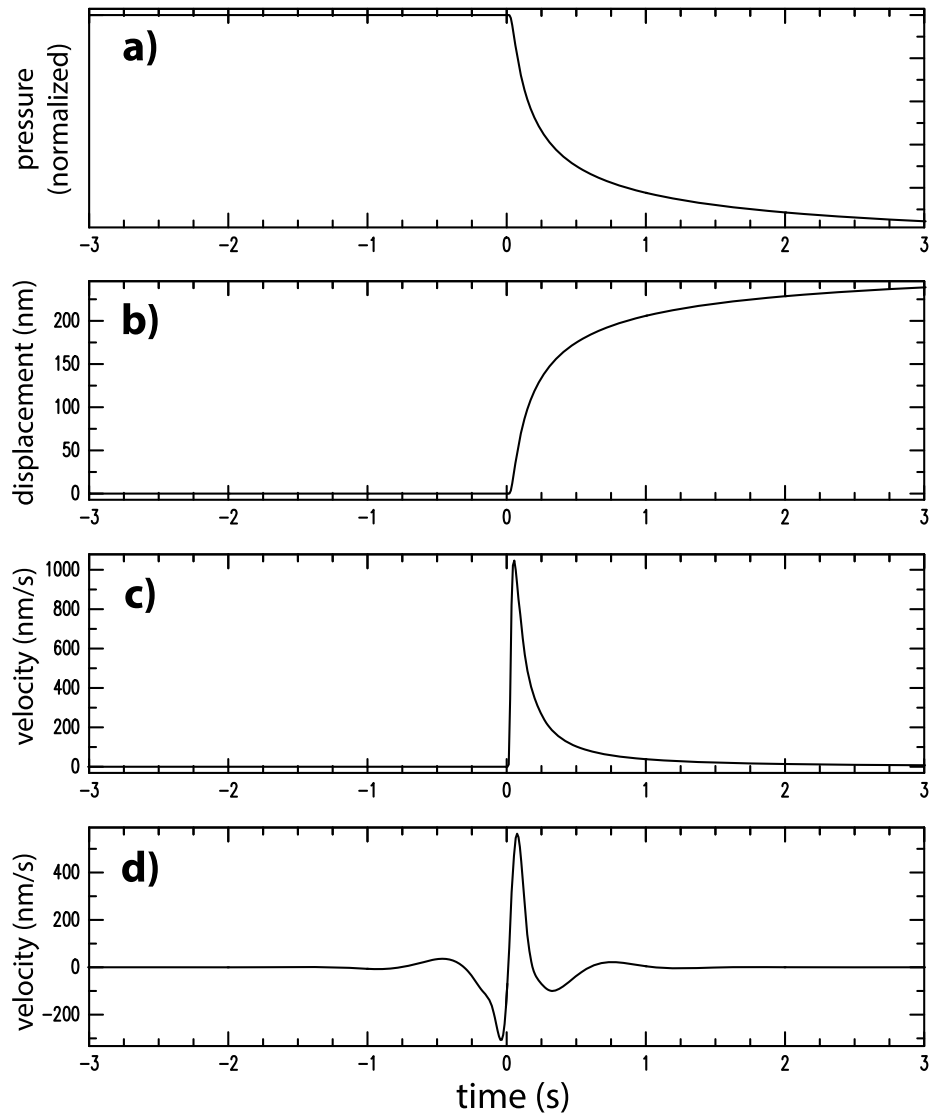 a)
pressure
(normalized)
-3 -2 -1 0 1 2 3
b)
displacement (nm)
200
150
100
50
0
-3 -2 -1 0 1 2 3
c)
velocity (nm/s)
1000
800
600
400
200
0
-3 -2 -1 0 1 2 3
d)
velocity (nm/s)
400
200
0
-200
-3 -2 -1 0 1 2 3
time (s)